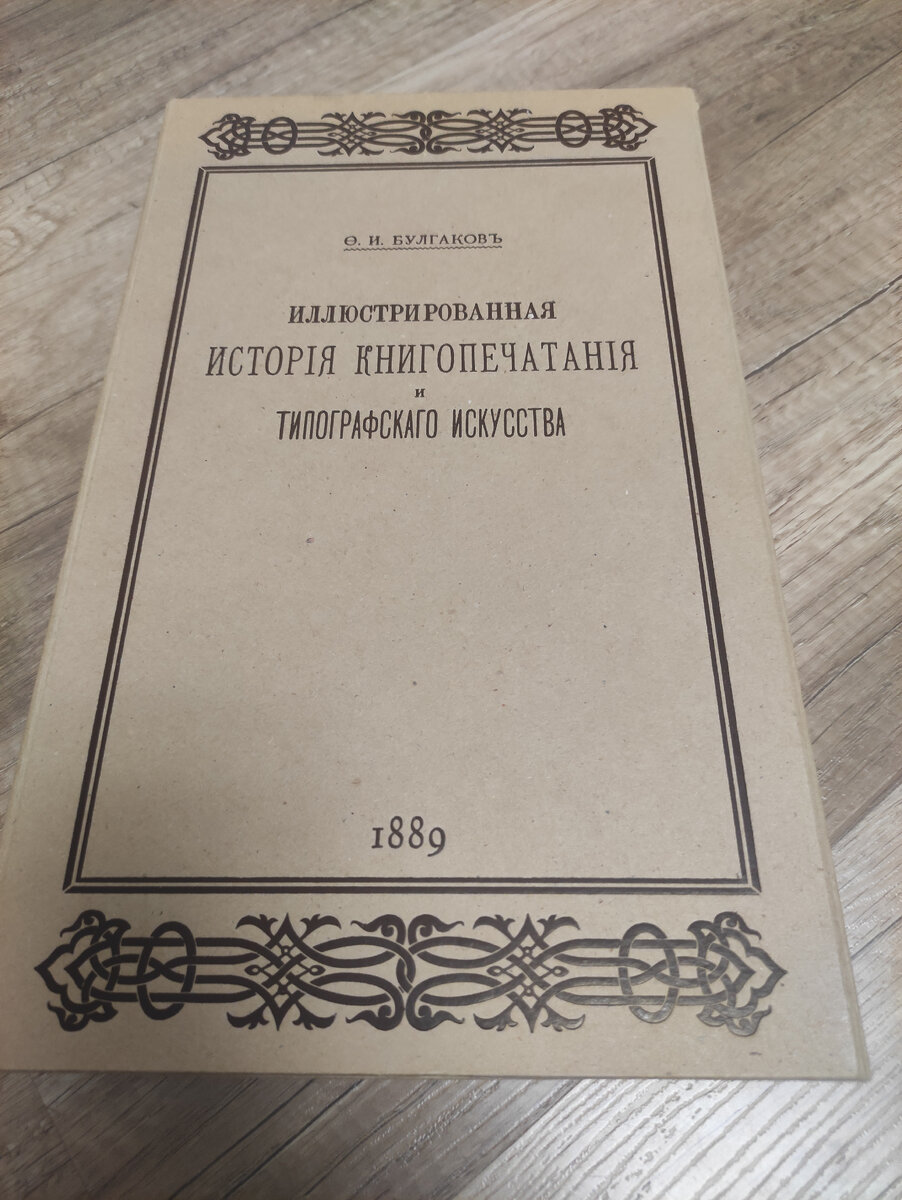 Ѳ. И. БУЛГАКОВЪ
ИЛЛЮСТРИРОВАННАЯ
ИСТОРІЯ КНИГОПЕЧАТАНІЯ
И
ТИПОГРАФСКАГО ИСКУССТВА
1889